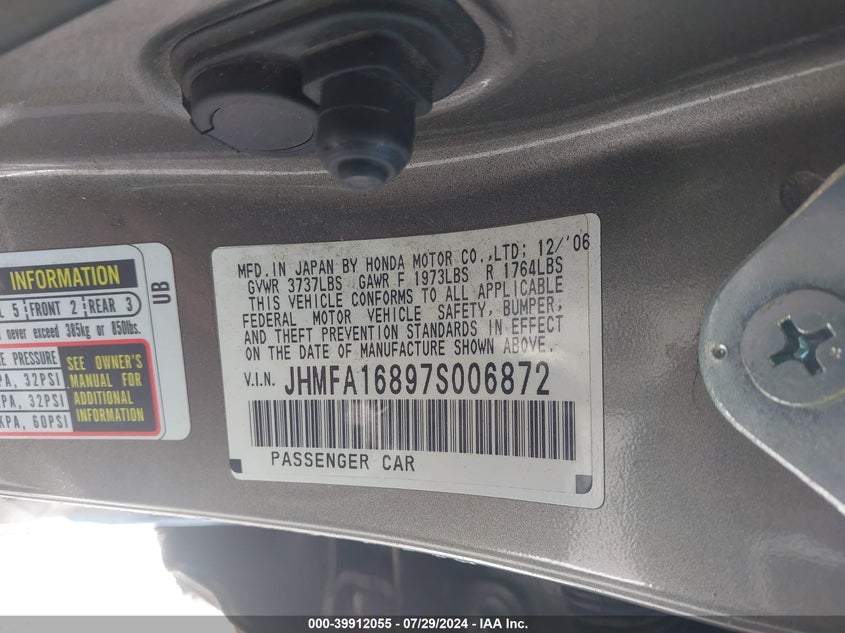 INFORMATION
5 FRONT 2 REAR 3
never exceed 385kg or 850lbs.
PRESSURE
SEE OWNER'S
MANUAL FOR
ADDITIONAL
INFORMATION
PA, 32PSI
PA, 32PSI
KPA, 60PSI
UB
MFD. IN JAPAN BY HONDA MOTOR CO.,LTD; 12/'06
GVWR 3737LBS GAWR F 1973LBS R 1764LBS
THIS VEHICLE CONFORMS TO ALL APPLICABLE
FEDERAL MOTOR VEHICLE SAFETY, BUMPER,
AND THEFT PREVENTION STANDARDS IN EFFECT
ON THE DATE OF MANUFACTURE SHOWN ABOVE.
V.I.N. JHMFA16897S006872
PASSENGER CAR
000-39912055 - 07/29/2024 - IAA Inc.